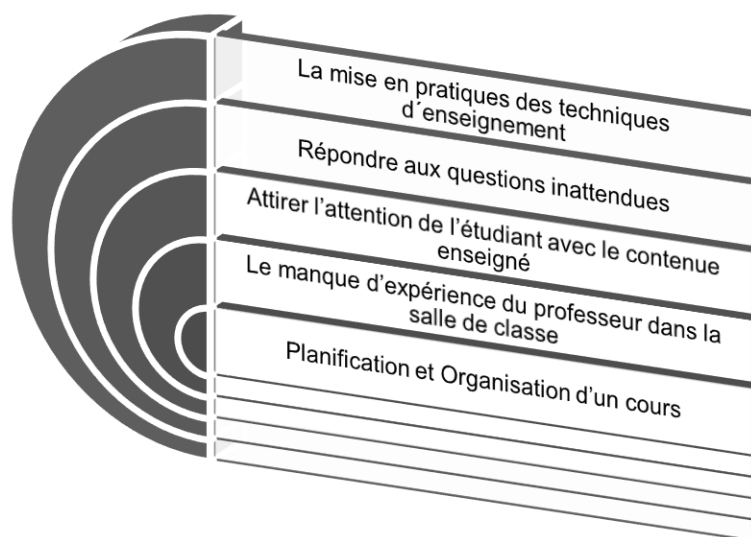 La mise en pratiques des techniques
d´enseignement
Répondre aux questions inattendues
Attirer l’attention de l’étudiant avec le contenue
enseigné
Le manque d’expérience du professeur dans la
salle de classe
Planification et Organisation d’un cours